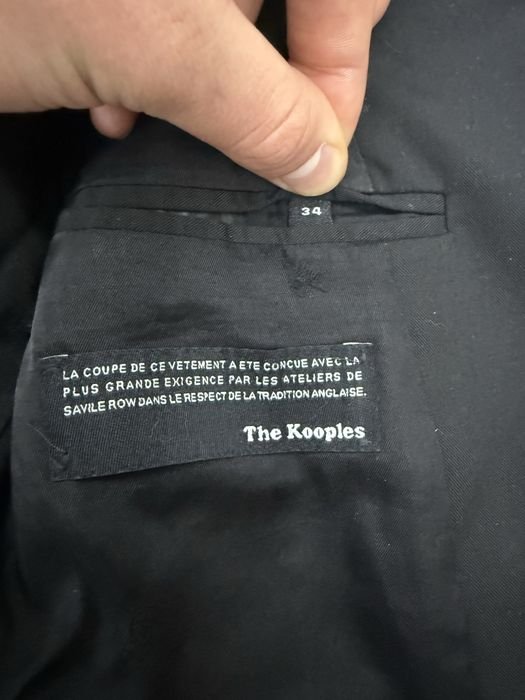 34
LA COUPE DE CE VETEMENT A ETE CONCUE AVEC LA
PLUS GRANDE EXIGENCE PAR LES ATELIERS DE
SAVILE ROW DANS LE RESPECT DE LA TRADITION ANGLAISE.
The Kooples